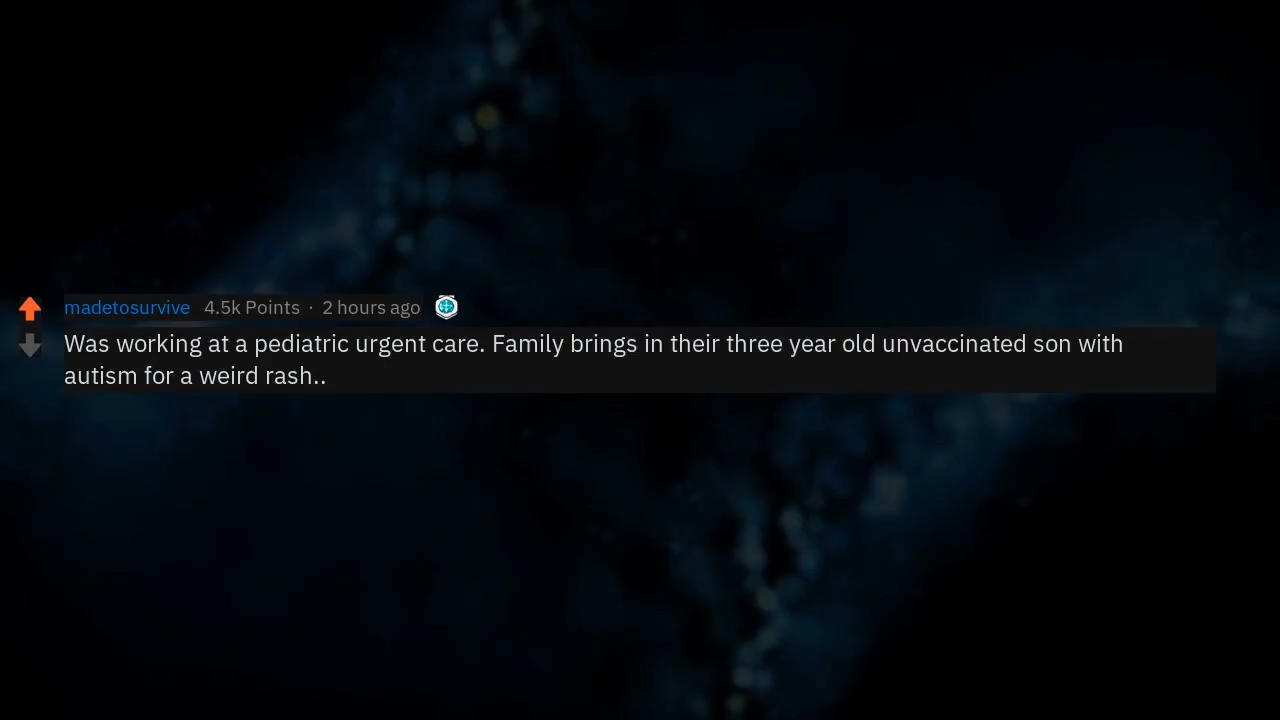 madetosurvive 4.5k Points · 2 hours ago
Was working at a pediatric urgent care. Family brings in their three year old unvaccinated son with
autism for a weird rash..